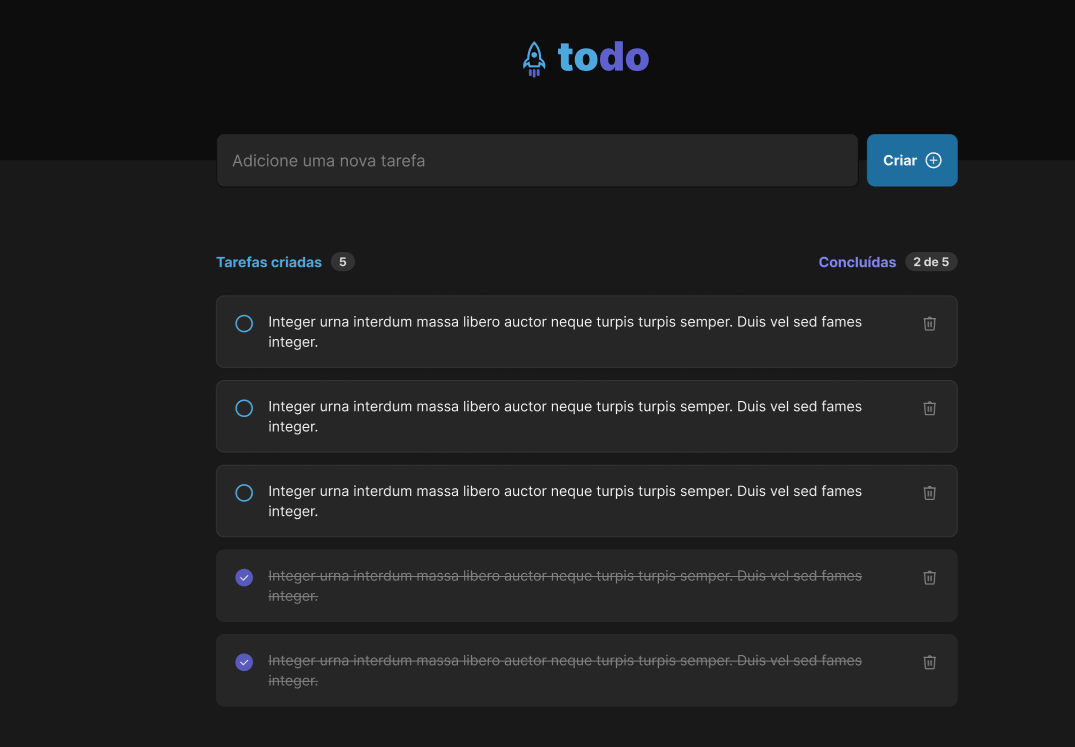 todo
Adicione uma nova tarefa
Criar
Tarefas criadas 5
Concluídas 2 de 5
Integer urna interdum massa libero auctor neque turpis turpis semper. Duis vel sed fames
integer.
Integer urna interdum massa libero auctor neque turpis turpis semper. Duis vel sed fames
integer.
Integer urna interdum massa libero auctor neque turpis turpis semper. Duis vel sed fames
integer.
Integer urna interdum massa libero auctor neque turpis turpis semper. Duis vel sed fames
integer.
Integer urna interdum massa libero auctor neque turpis turpis semper. Duis vel sed fames
integer.